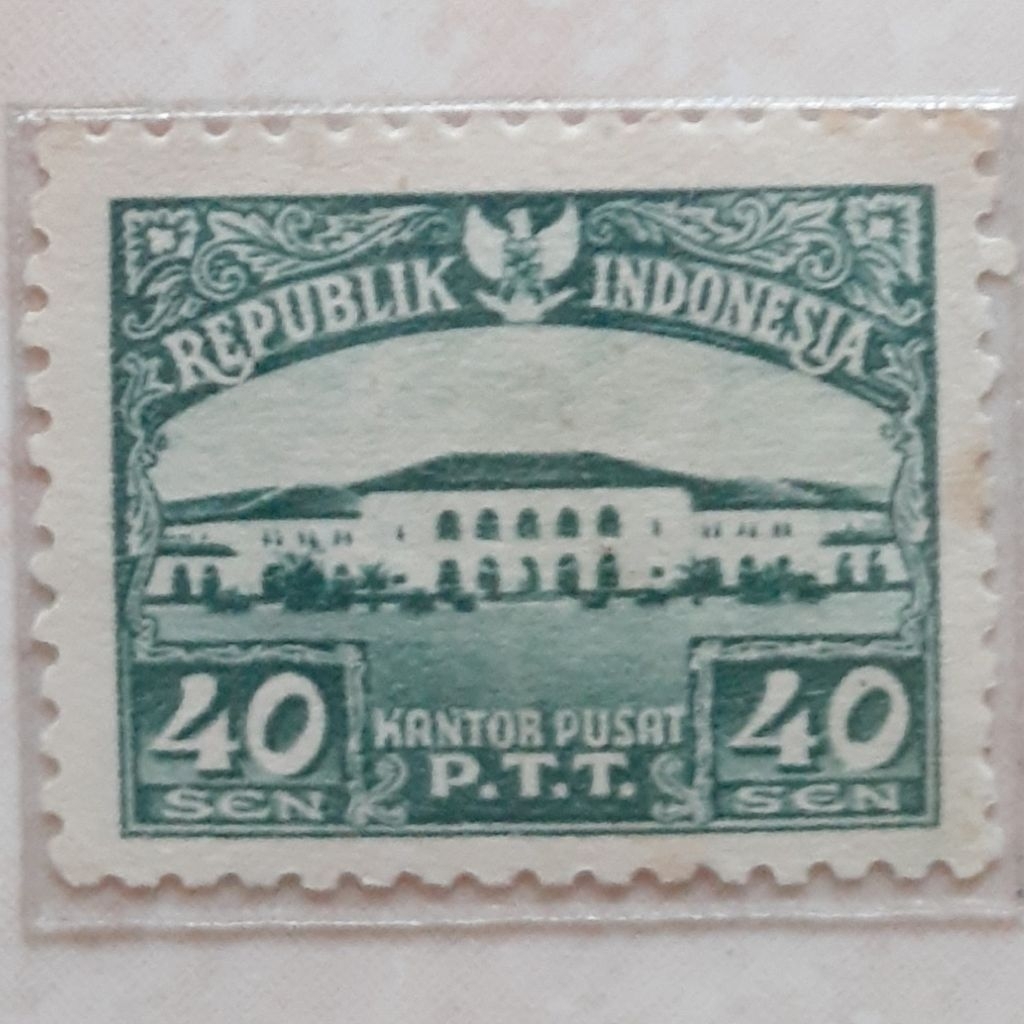 REPUBLIK INDONESIA
KANTOR PUSAT
P.T.T.
40 40
SEN SEN